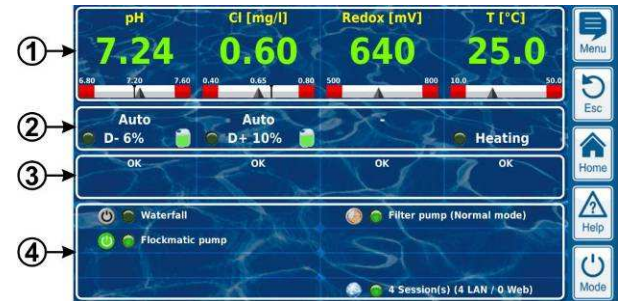 pH Cl [mg/l] Redox [mV] T [°C]
Menu
1 7.24 0.60 640 25.0
6.80 7.20 7.60 0.40 0.65 0.80 500 800 10.0 50.0
Esc
2 Auto Auto -
D- 6% D+ 10% Heating
Home
3 OK OK OK OK
Help
4 Waterfall Filter pump (Normal mode)
Flockmatic pump
Mode
4 Session(s) (4 LAN / 0 Web)